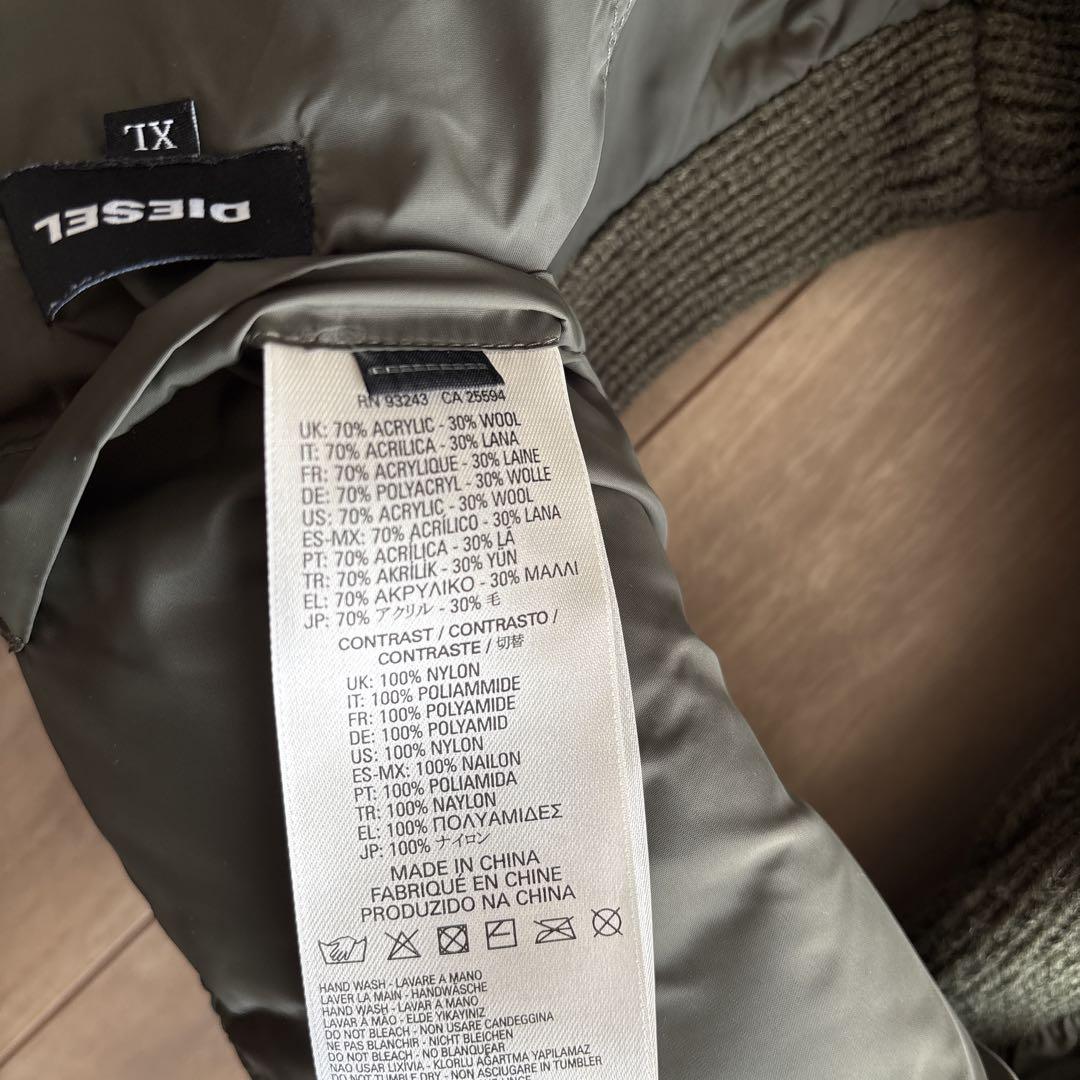 XL
DIESEL
RN 93243 CA 25594
UK: 70% ACRYLIC - 30% WOOL
IT: 70% ACRILICA - 30% LANA
FR: 70% ACRYLIQUE - 30% LAINE
DE: 70% POLYACRYL - 30% WOLLE
US: 70% ACRYLIC - 30% WOOL
ES-MX: 70% ACRÍLICO - 30% LANA
PT: 70% ACRÍLICA - 30% LÃ
TR: 70% AKRİLİK - 30% YÜN
EL: 70% ΑΚΡΥΛΙΚΟ - 30% ΜΑΛΛΙ
JP: 70% アクリル - 30% 毛
CONTRAST / CONTRASTO /
CONTRASTE / 切替
UK: 100% NYLON
IT: 100% POLIAMMIDE
FR: 100% POLYAMIDE
DE: 100% POLYAMID
US: 100% NYLON
ES-MX: 100% NAILON
PT: 100% POLIAMIDA
TR: 100% NAYLON
EL: 100% ΠΟΛΥΑΜΙΔΕΣ
JP: 100% ナイロン
MADE IN CHINA
FABRIQUÉ EN CHINE
PRODUZIDO NA CHINA
HAND WASH - LAVARE A MANO
LAVER LA MAIN - HANDWÄSCHE
HAND WASH - LAVAR A MANO
LAVAR À MÃO - ELDE YIKAYINIZ
DO NOT BLEACH - NON USARE CANDEGGINA
NE PAS BLANCHIR - NICHT BLEICHEN
DO NOT BLEACH - NO BLANQUEAR
NÃO USAR LIXÍVIA - KLORLU AĞARTMA YAPILAMAZ
DO NOT TUMBLE DRY - NON ASCIUGARE IN TUMBLER